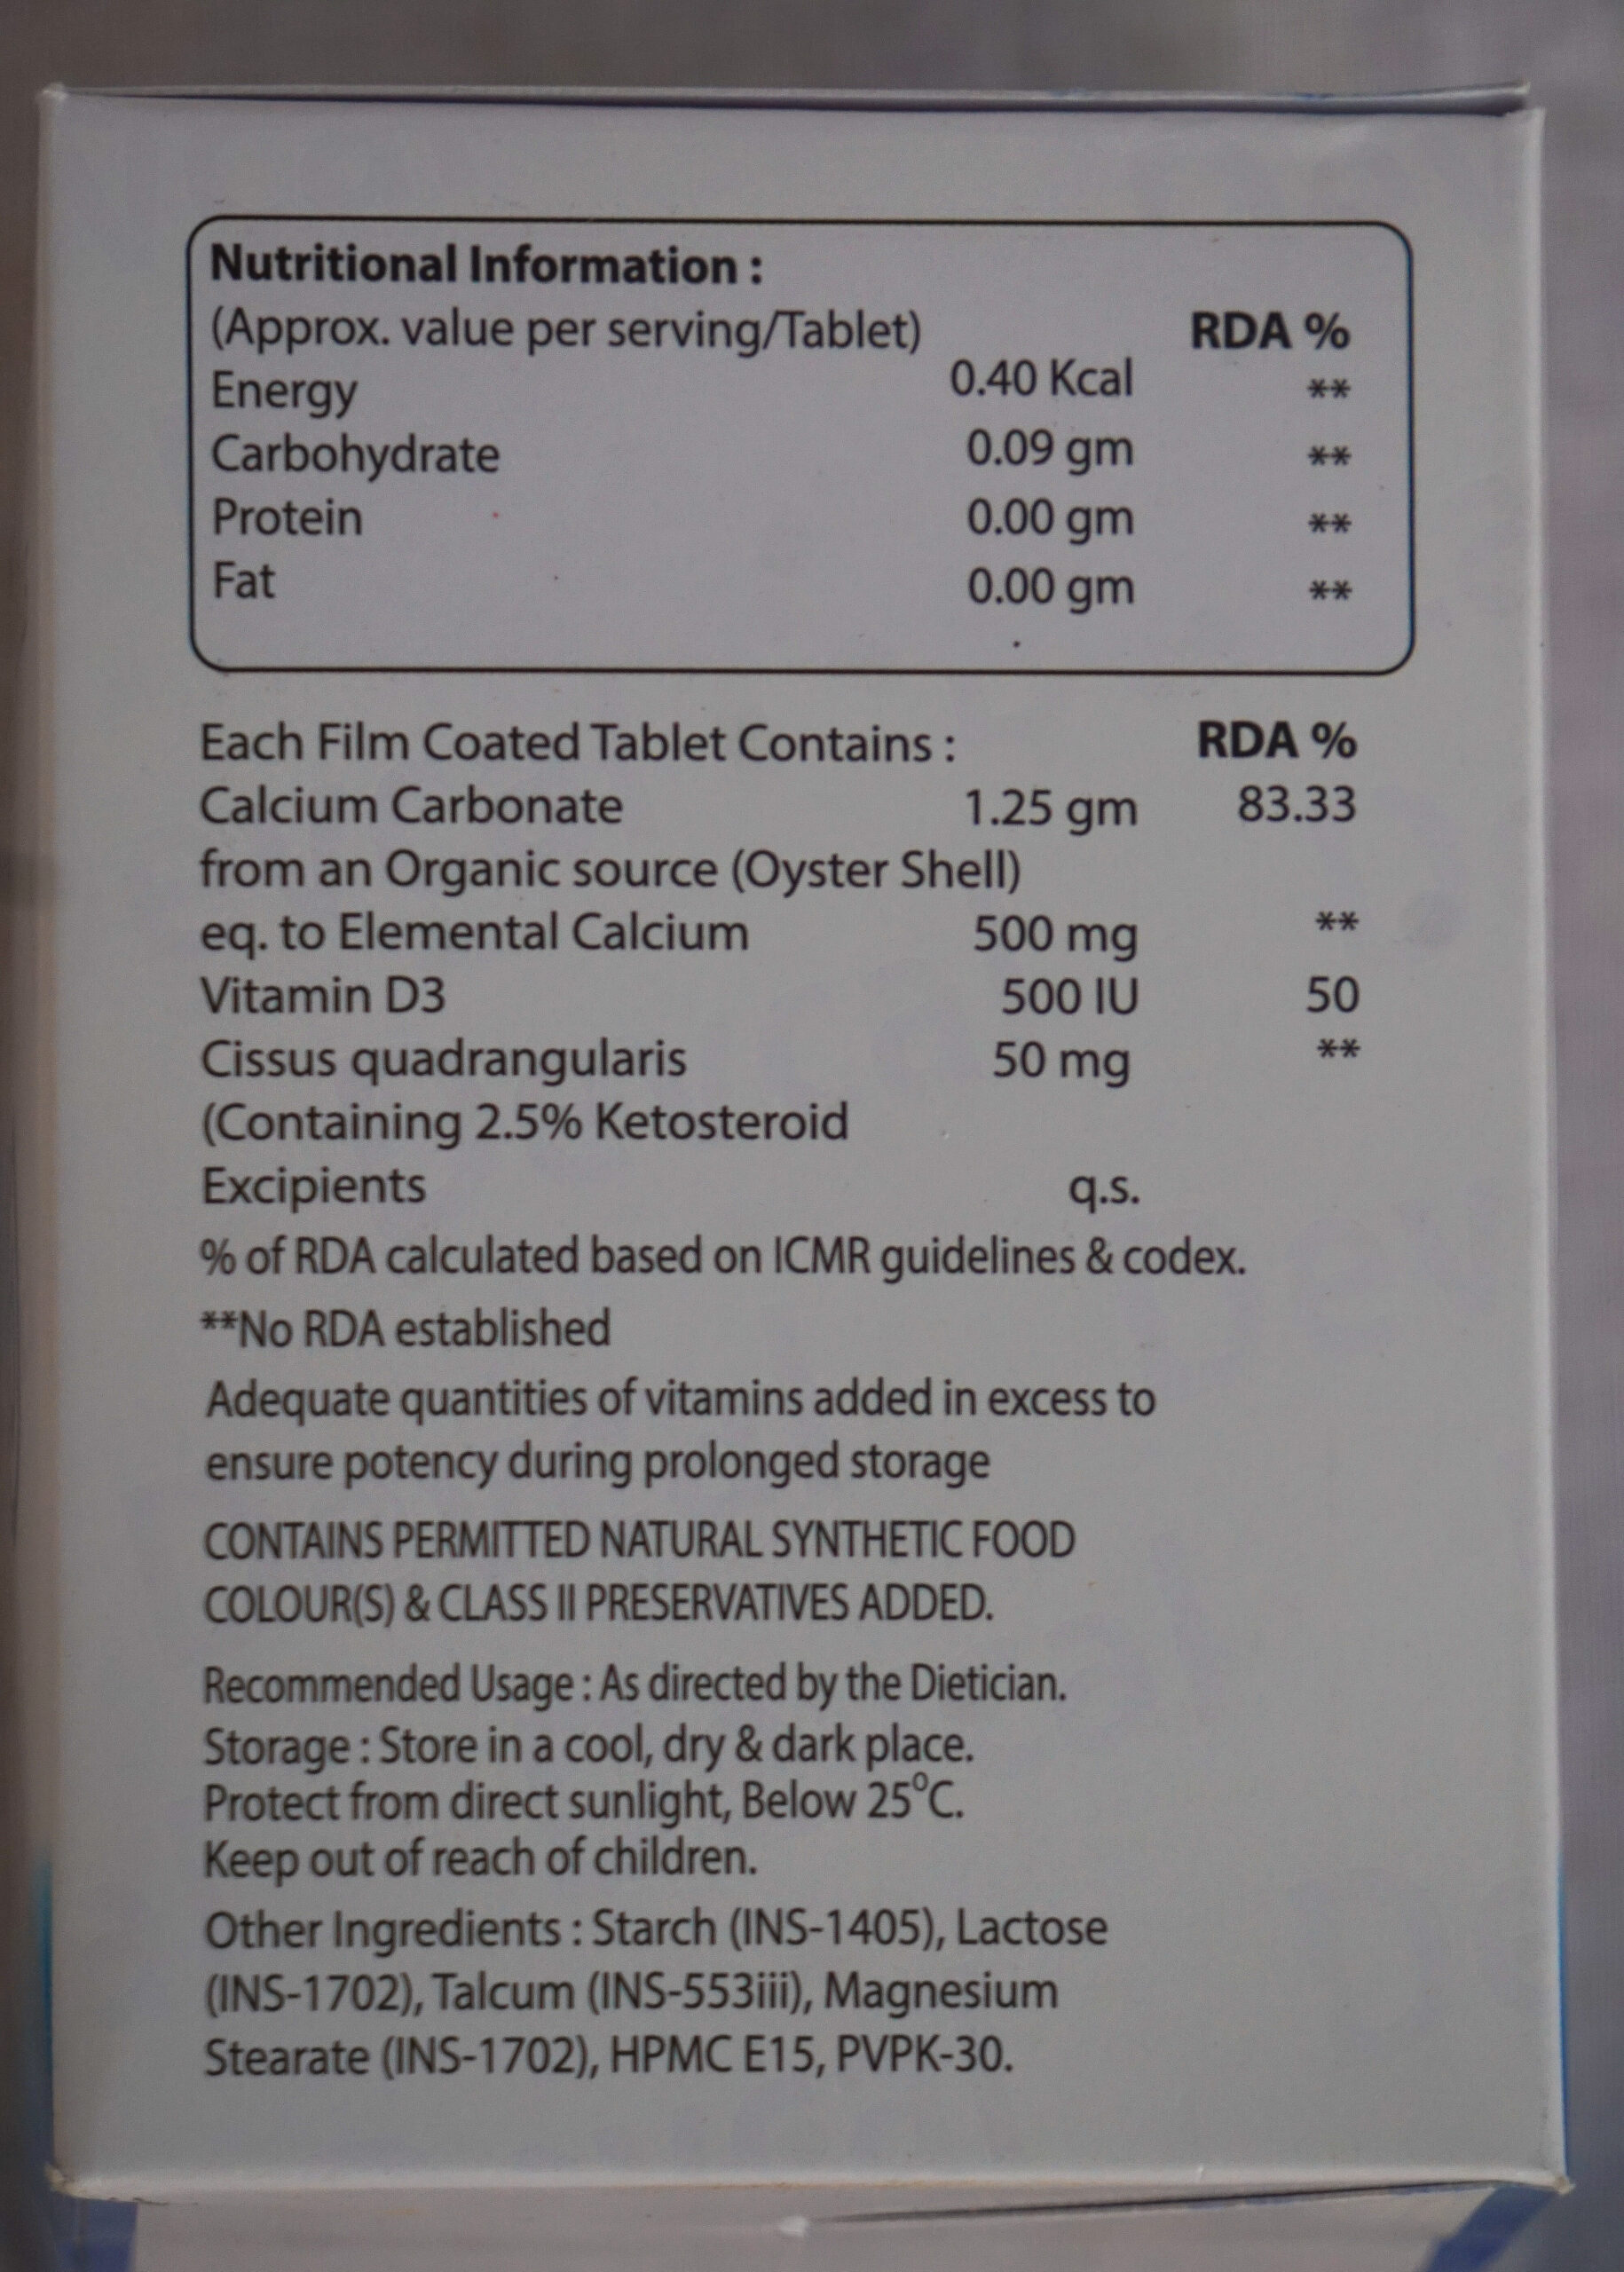 Nutritional Information :
(Approx. value per serving/Tablet) RDA %
Energy 0.40 Kcal **
Carbohydrate 0.09 gm **
Protein 0.00 gm **
Fat 0.00 gm **
Each Film Coated Tablet Contains : RDA %
Calcium Carbonate 1.25 gm 83.33
from an Organic source (Oyster Shell)
eq. to Elemental Calcium 500 mg **
Vitamin D3 500 IU 50
Cissus quadrangularis 50 mg **
(Containing 2.5% Ketosteroid
Excipients q.s.
% of RDA calculated based on ICMR guidelines & codex.
**No RDA established
Adequate quantities of vitamins added in excess to
ensure potency during prolonged storage
CONTAINS PERMITTED NATURAL SYNTHETIC FOOD
COLOUR(S) & CLASS II PRESERVATIVES ADDED.
Recommended Usage : As directed by the Dietician.
Storage : Store in a cool, dry & dark place.
Protect from direct sunlight, Below 25°C.
Keep out of reach of children.
Other Ingredients : Starch (INS-1405), Lactose
(INS-1702), Talcum (INS-553iii), Magnesium
Stearate (INS-1702), HPMC E15, PVPK-30.